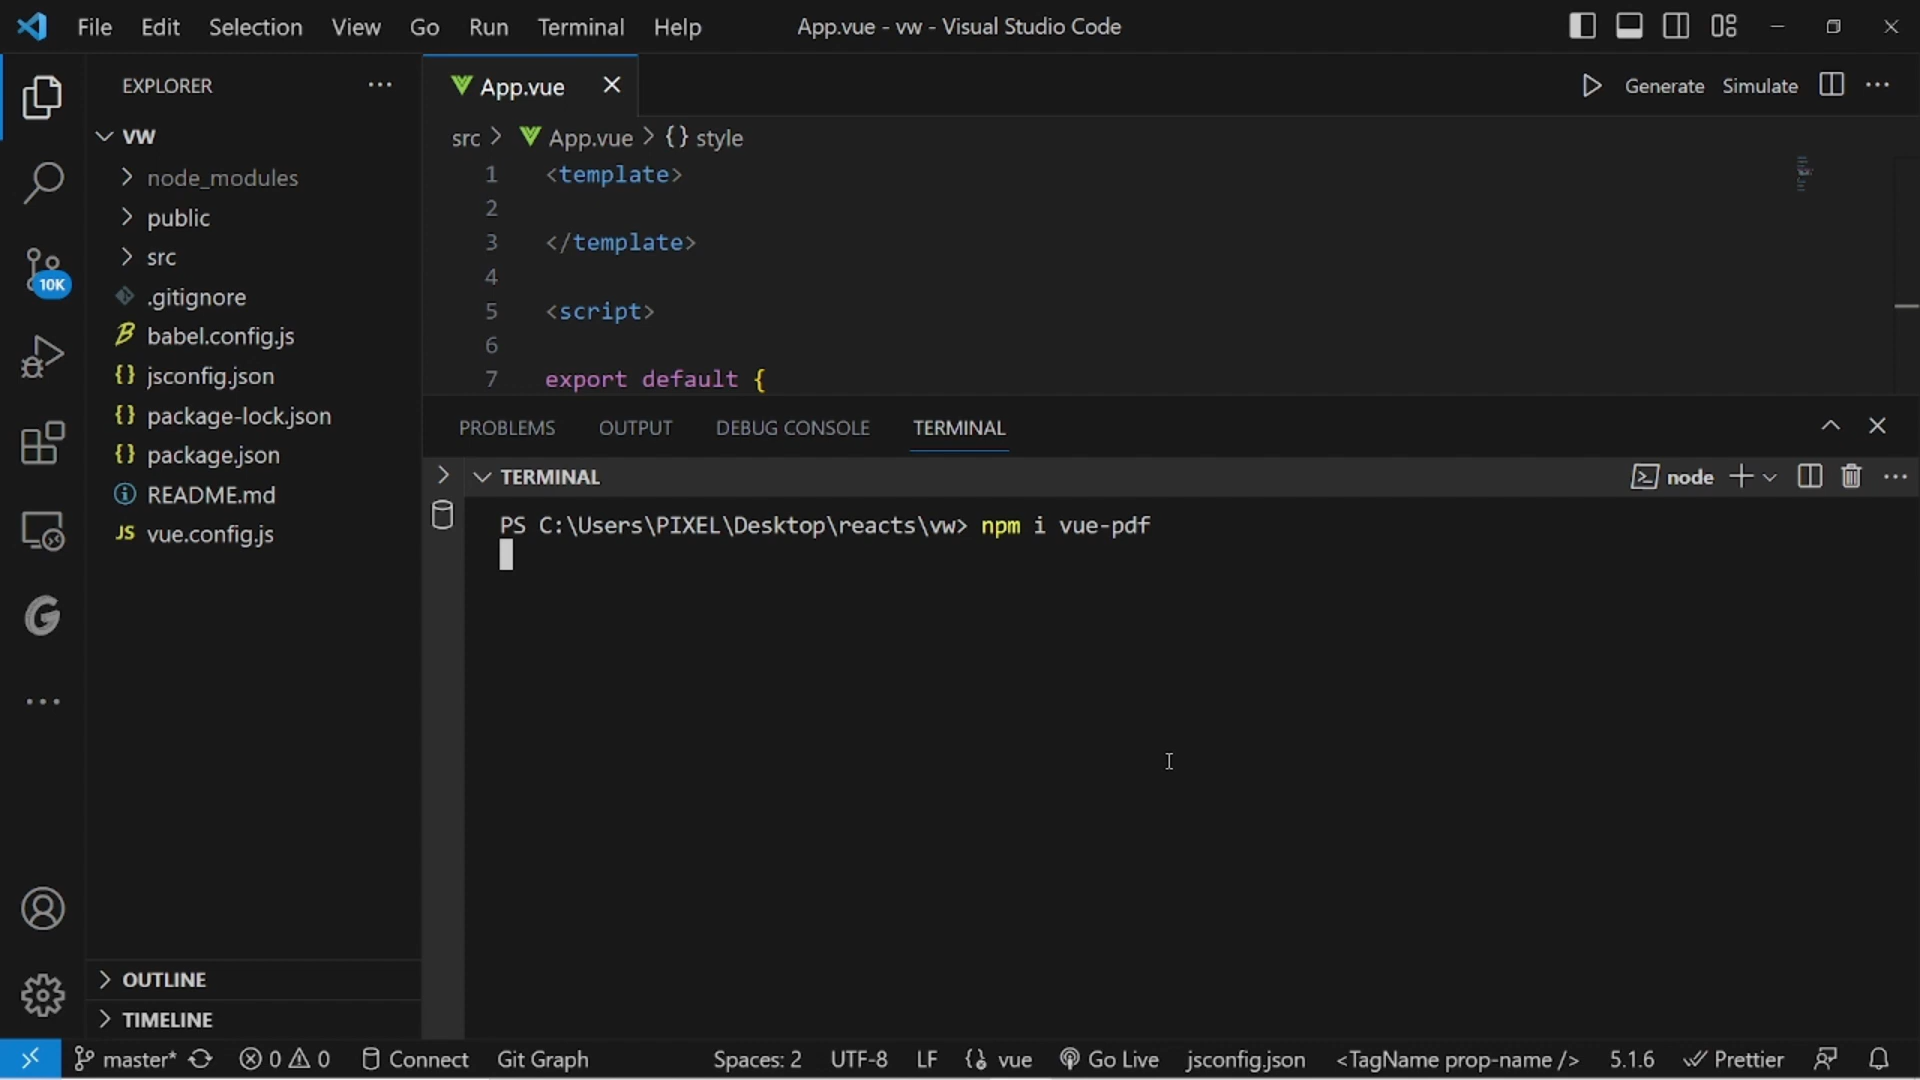 File Edit Selection View Go Run Terminal Help
App.vue - vw - Visual Studio Code
EXPLORER
VW
node_modules
public
src
.gitignore
babel.config.js
jsconfig.json
package-lock.json
package.json
README.md
vue.config.js
OUTLINE
TIMELINE
10K
App.vue
Generate Simulate
src > App.vue > {} style
1 <template>
2
3 </template>
4
5 <script>
6
7 export default {
PROBLEMS OUTPUT DEBUG CONSOLE TERMINAL
TERMINAL
node
PS C:\Users\PIXEL\Desktop\reacts\vw> npm i vue-pdf
master* 0 0 Connect Git Graph Spaces: 2 UTF-8 LF vue Go Live jsconfig.json <TagName prop-name /> 5.1.6 Prettier